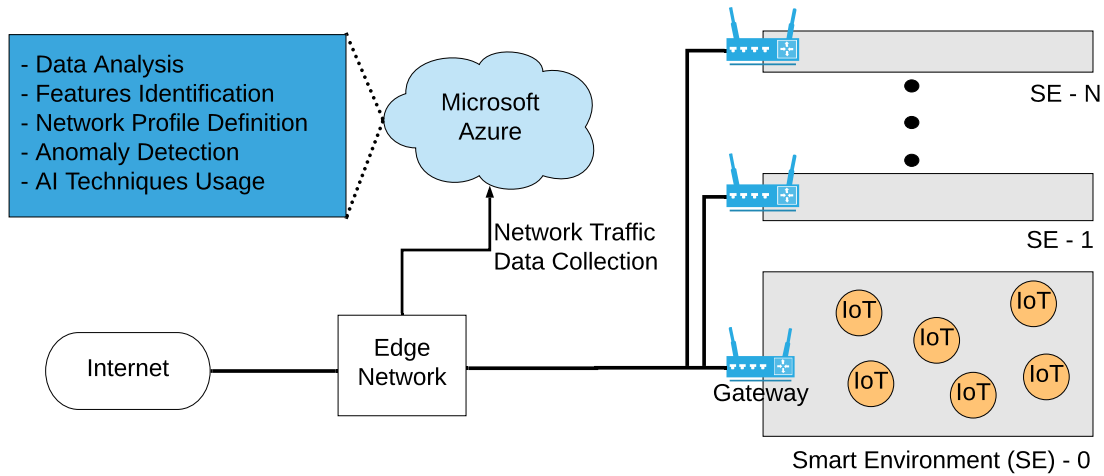 - Data Analysis
- Features Identification
- Network Profile Definition
- Anomaly Detection
- AI Techniques Usage
Microsoft
Azure
Network Traffic
Data Collection
Internet
Edge
Network
Gateway
SE - N
SE - 1
IoT
IoT
IoT
IoT
IoT
IoT
Smart Environment (SE) - 0